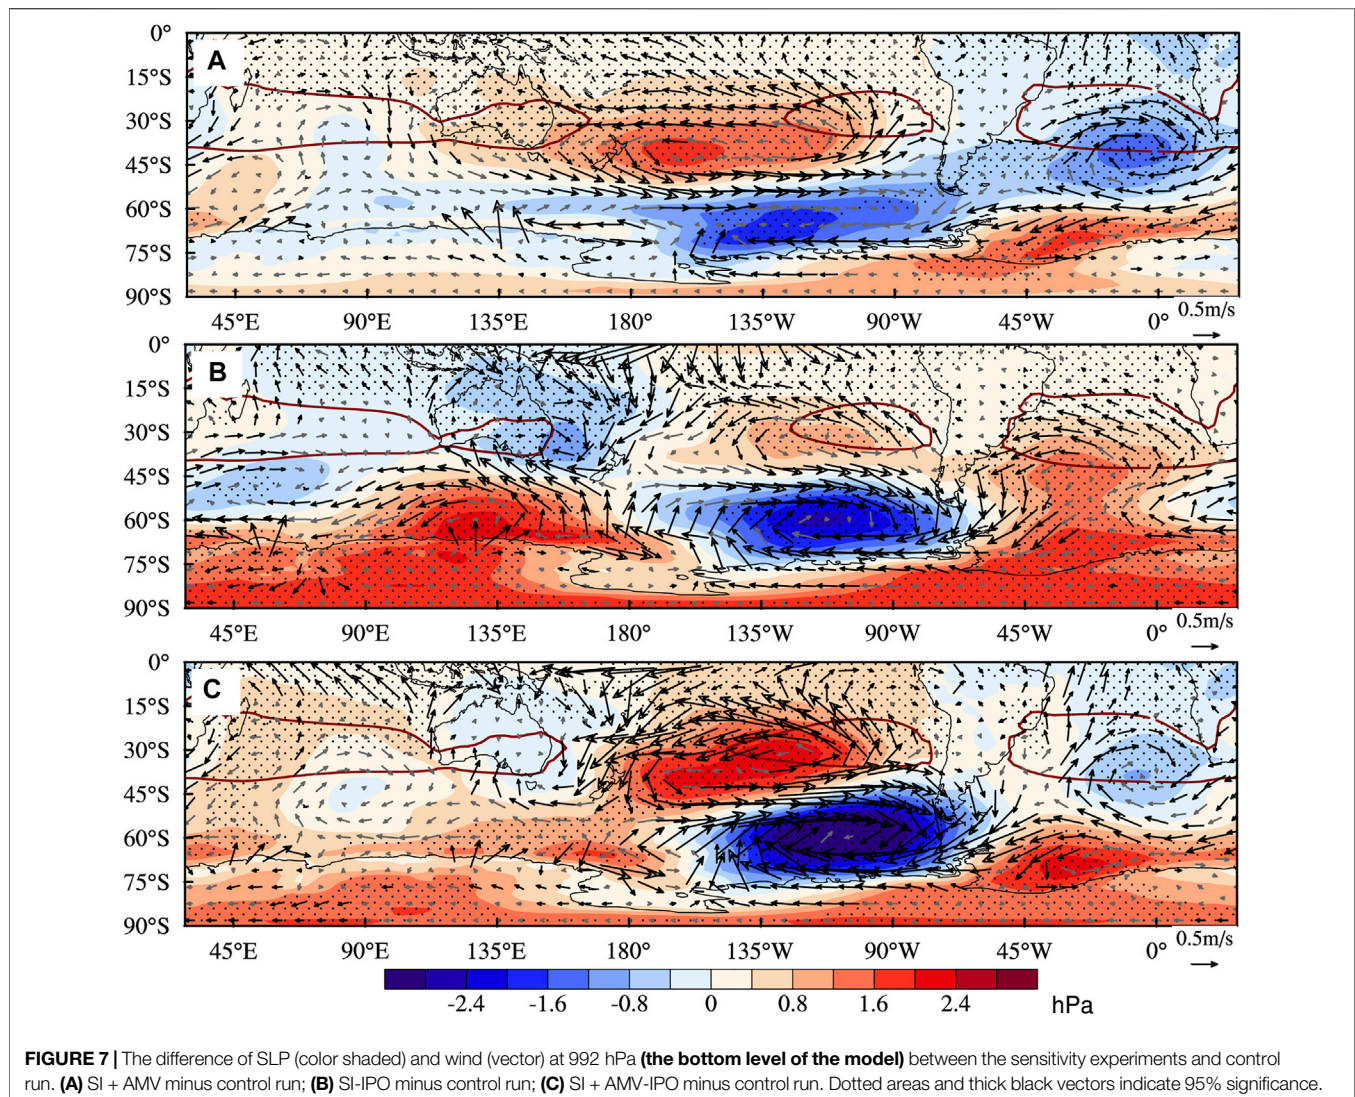 A
0°
15°S
30°S
45°S
60°S
75°S
90°S
45°E 90°E 135°E 180° 135°W 90°W 45°W 0° 0.5m/s
B
0°
15°S
30°S
45°S
60°S
75°S
90°S
45°E 90°E 135°E 180° 135°W 90°W 45°W 0° 0.5m/s
C
0°
15°S
30°S
45°S
60°S
75°S
90°S
45°E 90°E 135°E 180° 135°W 90°W 45°W 0° 0.5m/s
-2.4 -1.6 -0.8 0 0.8 1.6 2.4 hPa
FIGURE 7 | The difference of SLP (color shaded) and wind (vector) at 992 hPa (the bottom level of the model) between the sensitivity experiments and control
run. (A) SI + AMV minus control run; (B) SI-IPO minus control run; (C) SI + AMV-IPO minus control run. Dotted areas and thick black vectors indicate 95% significance.